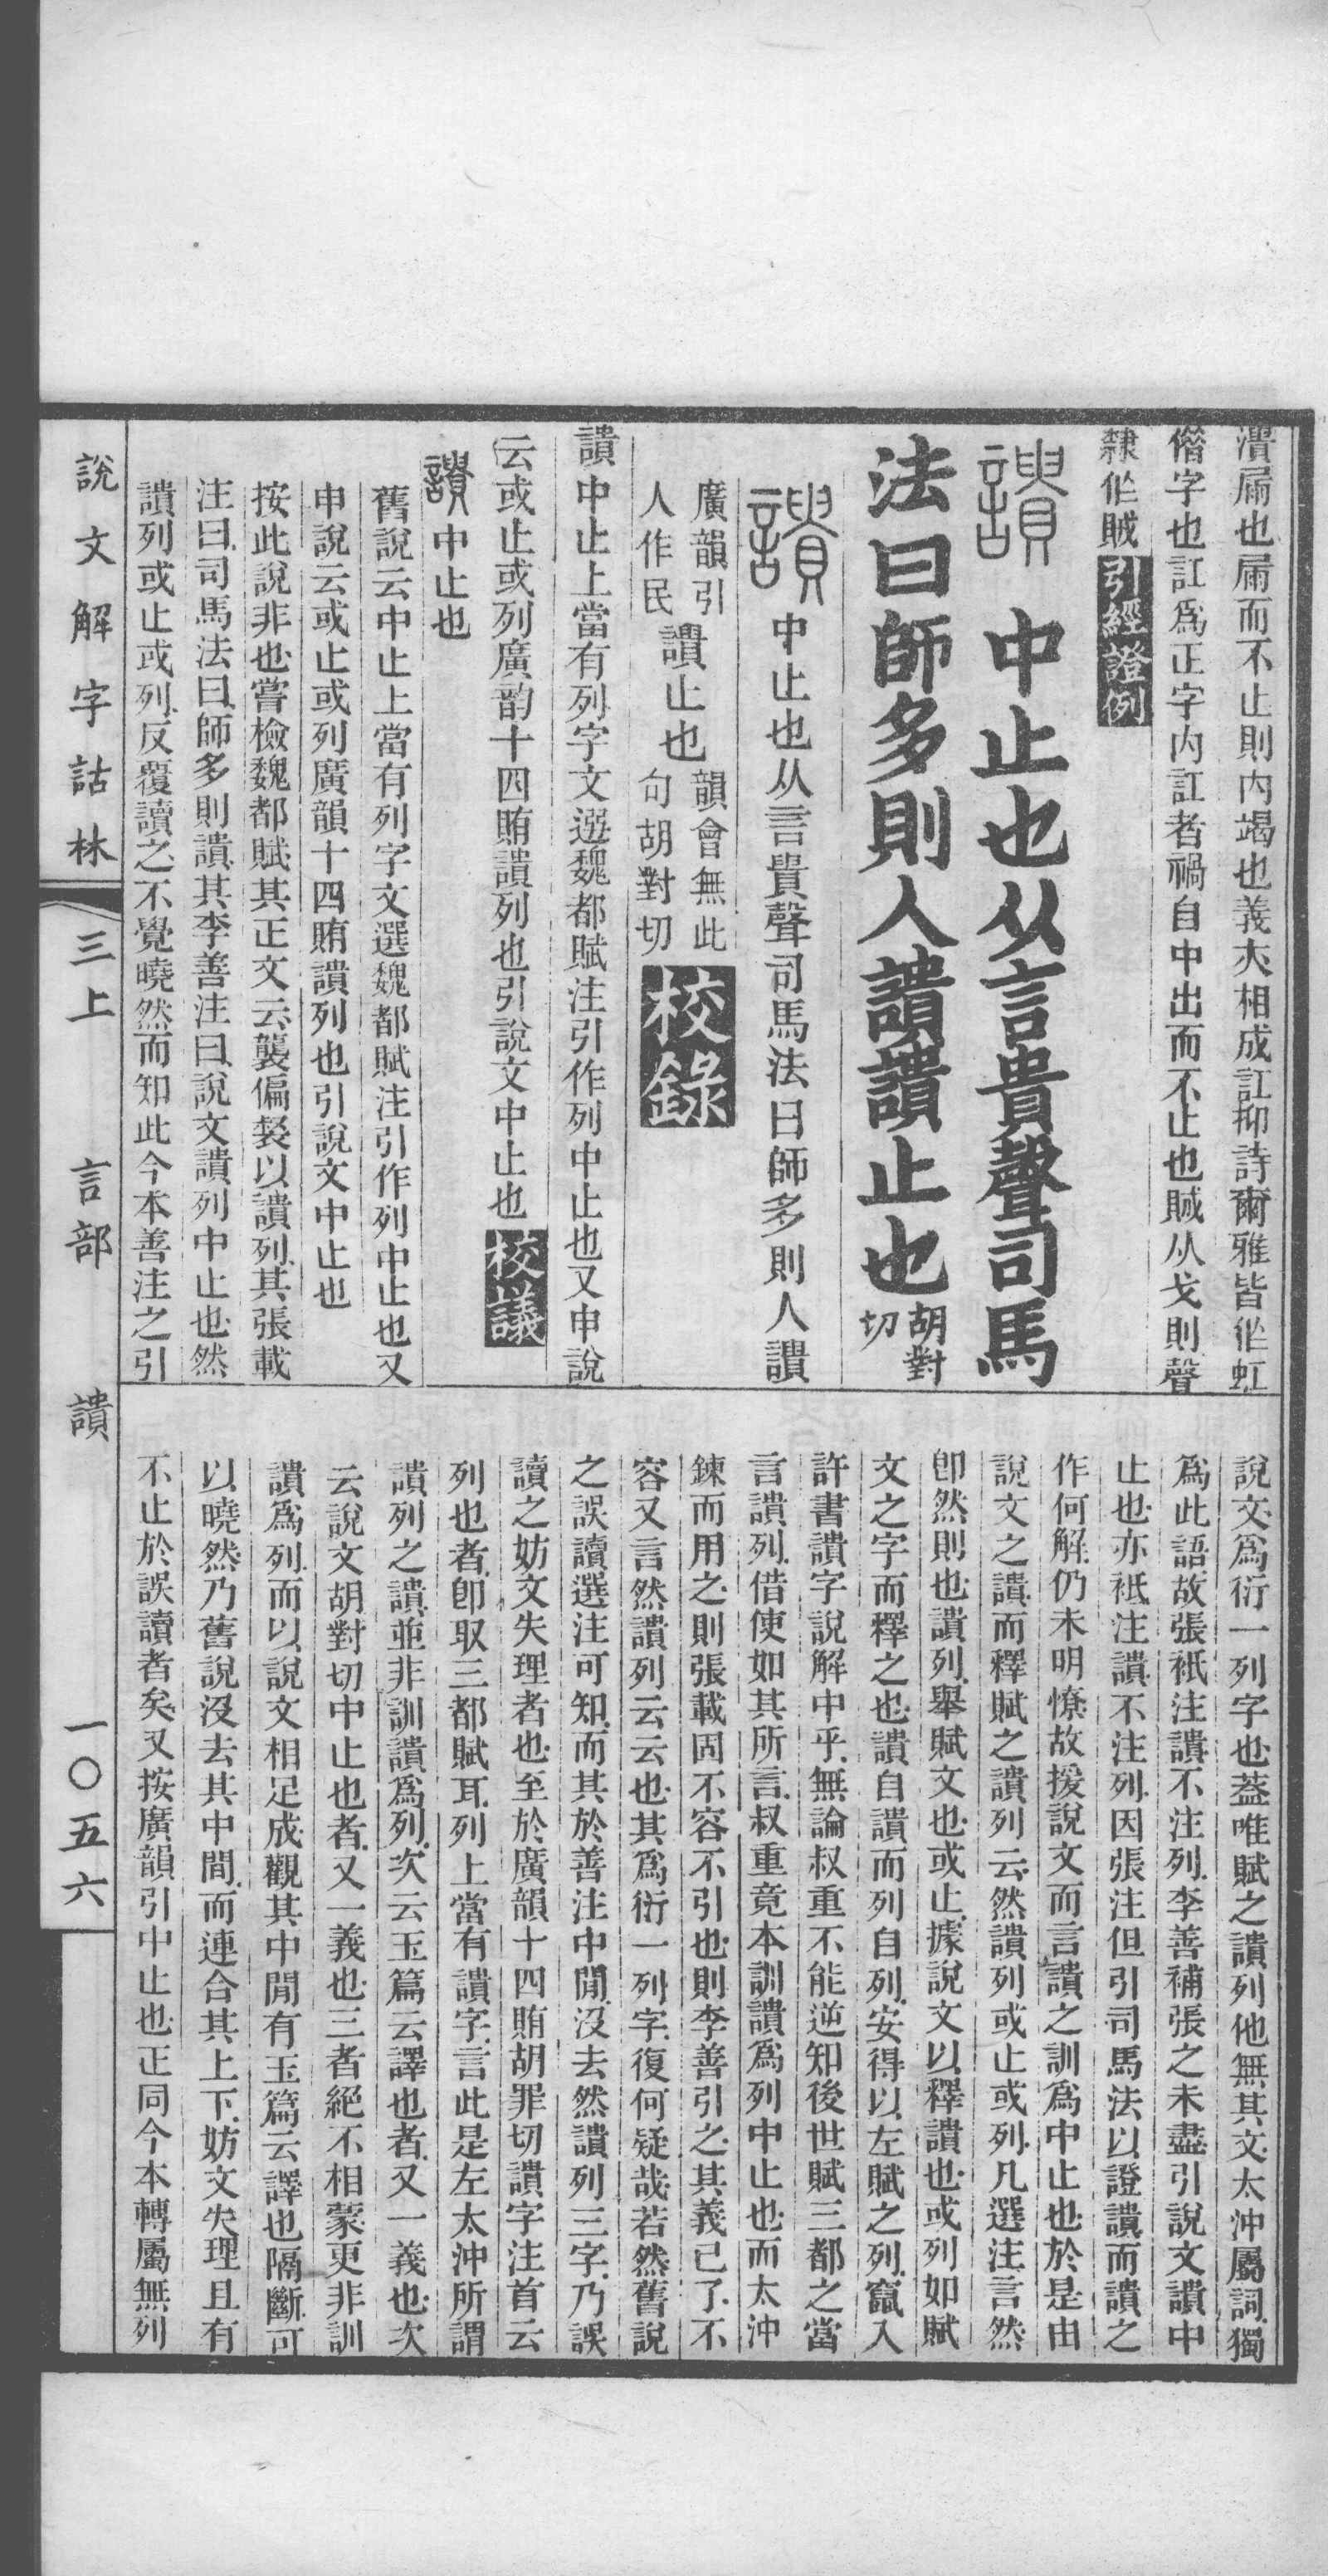 潰屚也屚而不止則内竭也義夾相成訌抑詩爾雅皆𠈇虹
僭字也訌爲正字内訌者禍自中出而不止也賊从戈則聲
隸𠈇賊引經證例
讃 中止也从言貴聲司馬
法曰師多則人讃讃止也胡對切
讃中止也从言貴聲司馬法曰師多則人讃
廣韻引人作民讃止也韻會無此句胡對切校錄
讃中止上當有列字文選魏都賦注引作列中止也又申說
云或止或列廣韵十四賄讃列也引說文中止也校議
讃中止也
舊說云中止上當有列字文選魏都賦注引作列中止也又
申說云或止或列廣韻十四賄讃列也引說文中止也
按此說非也嘗檢魏都賦其正文云襲偏裻以讃列其張載
注曰司馬法曰師多則讃其李善注曰說文讃列中止也然
讃列或止或列反覆讀之不覺曉然而知此今本善注之引
說文爲衍一列字也葢唯賦之讃列他無其文太沖屬詞獨
爲此語故張祇注讃不注列李善補張之未盡引說文讃中
止也亦祇注讃不注列因張注但引司馬法以證讃而讃之
作何解仍未明憭故援說文而言讃之訓爲中止也於是由
說文之讃而釋賦之讃列云然讃列或止或列凡選注言然
卽然則也讃列舉賦文也或止據說文以釋讃也或列如賦
文之字而釋之也讃自讃而列自列安得以左賦之列竄入
許書讃字說解中乎無論叔重不能逆知後世賦三都之當
言讃列借使如其所言叔重竟本訓讃爲列中止也而太沖
鍊而用之則張載固不容不引也則李善引之其義已了不
容又言然讃列云云也其爲衍一列字復何疑哉若然舊說
之誤讀選注可知而其於善注中閒沒去然讃列三字乃誤
讀之妨文失理者也至於廣韻十四賄胡罪切讃字注首云
列也者卽取三都賦耳列上當有讃字言此是左太沖所謂
讃列之讃並非訓讃爲列次云玉篇云譯也者又一義也次
云說文胡對切中止也者又一義也三者絕不相蒙更非訓
讃爲列而以說文相足成觀其中閒有玉篇云譯也隔斷可
以曉然乃舊說沒去其中間而連合其上下妨文失理且有
不止於誤讀者矣又按廣韻引中止也正同今本轉屬無列
說文解字詁林 三上 言部 讃 一〇五六